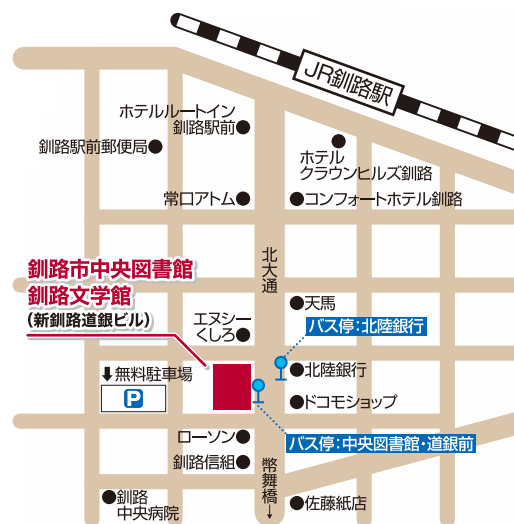 JR釧路駅
ホテルルートイン
釧路駅前
釧路駅前郵便局
ホテル
クラウンヒルズ釧路
常口アトム
コンフォートホテル釧路
北大通
釧路市中央図書館
釧路文学館
(新釧路道銀ビル)
天馬
エヌシー
くしろ
バス停:北陸銀行
北陸銀行
無料駐車場
P
ドコモショップ
ローソン
バス停:中央図書館・道銀前
釧路信組
幣舞橋
釧路
中央病院
佐藤紙店